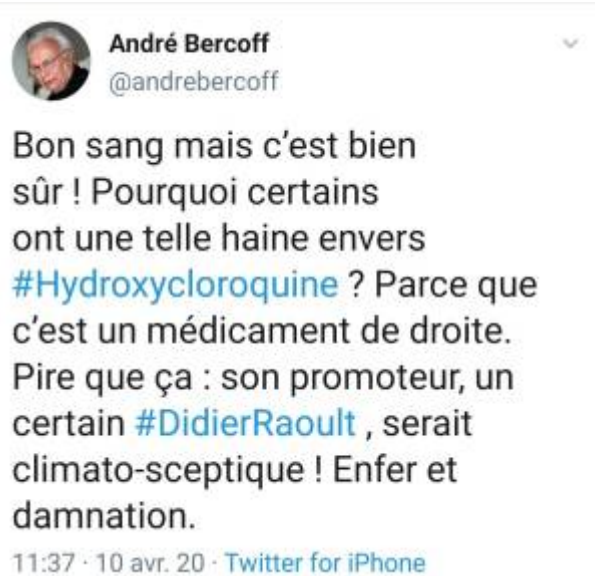 André Bercoff
@andrebercoff
Bon sang mais c’est bien
sûr ! Pourquoi certains
ont une telle haine envers
#Hydroxycloroquine ? Parce que
c’est un médicament de droite.
Pire que ça : son promoteur, un
certain #DidierRaoult , serait
climato-sceptique ! Enfer et
damnation.
11:37 · 10 avr. 20 · Twitter for iPhone